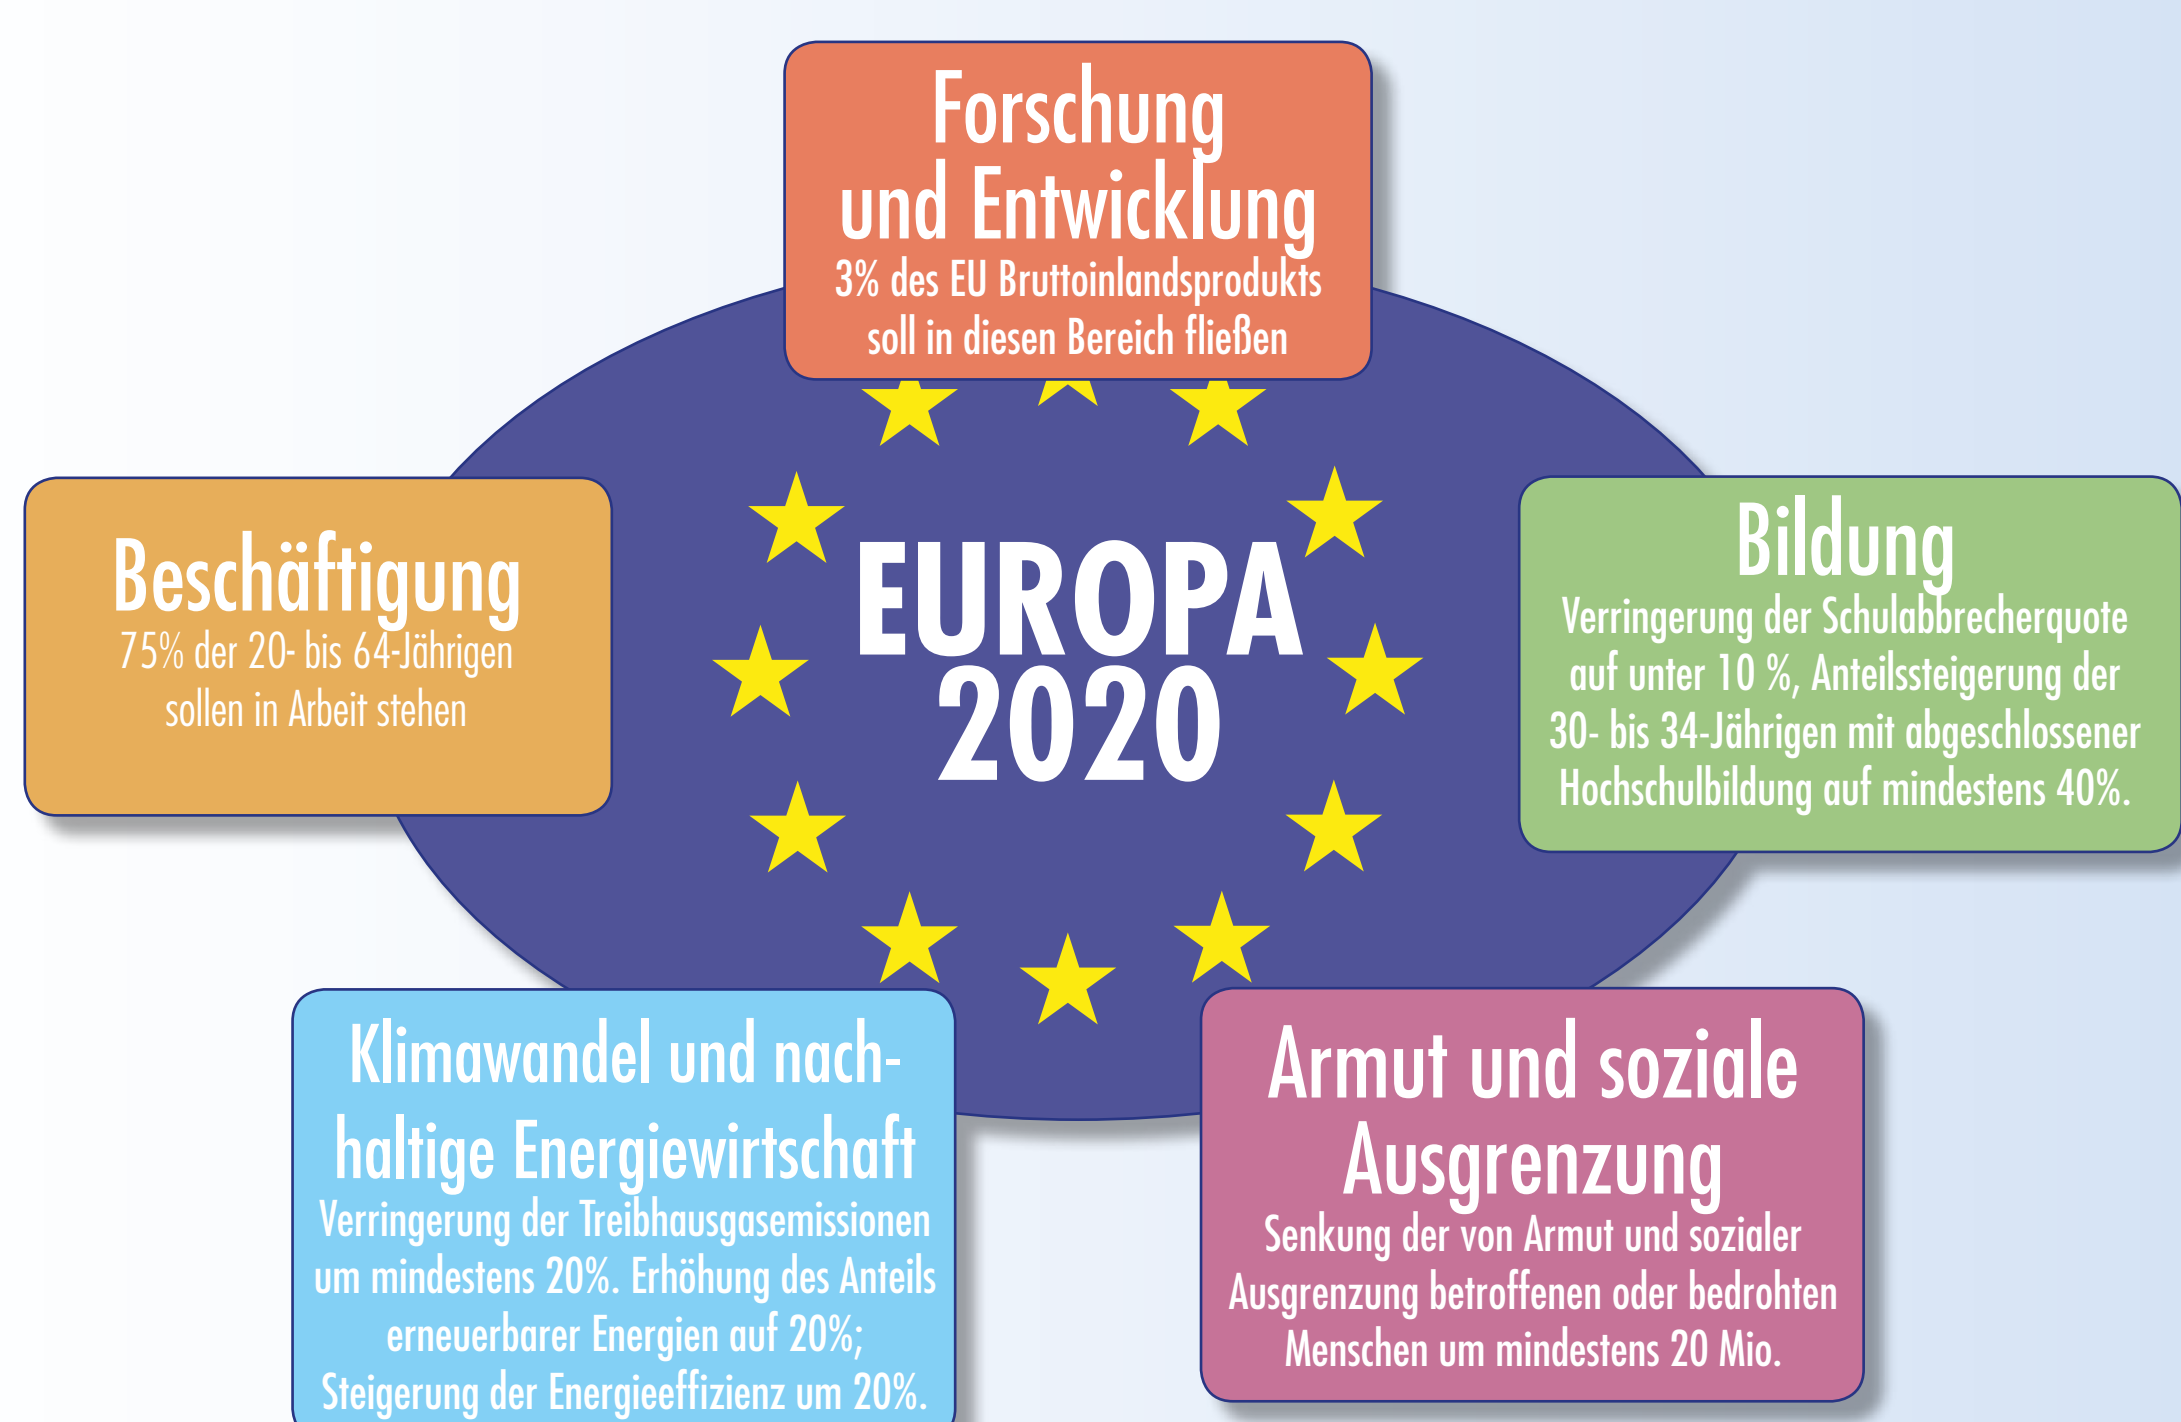 Forschung
und Entwicklung
3% des EU Bruttoinlandsprodukts
soll in diesen Bereich fließen
Beschäftigung
75% der 20- bis 64-Jährigen
sollen in Arbeit stehen
EUROPA
2020
Bildung
Verringerung der Schulabbrecherquote
auf unter 10 %, Anteilssteigerung der
30- bis 34-Jährigen mit abgeschlossener
Hochschulbildung auf mindestens 40%.
Klimawandel und nach-
haltige Energiewirtschaft
Verringerung der Treibhausgasemissionen
um mindestens 20%. Erhöhung des Anteils
erneuerbarer Energien auf 20%;
Steigerung der Energieeffizienz um 20%.
Armut und soziale
Ausgrenzung
Senkung der von Armut und sozialer
Ausgrenzung betroffenen oder bedrohten
Menschen um mindestens 20 Mio.